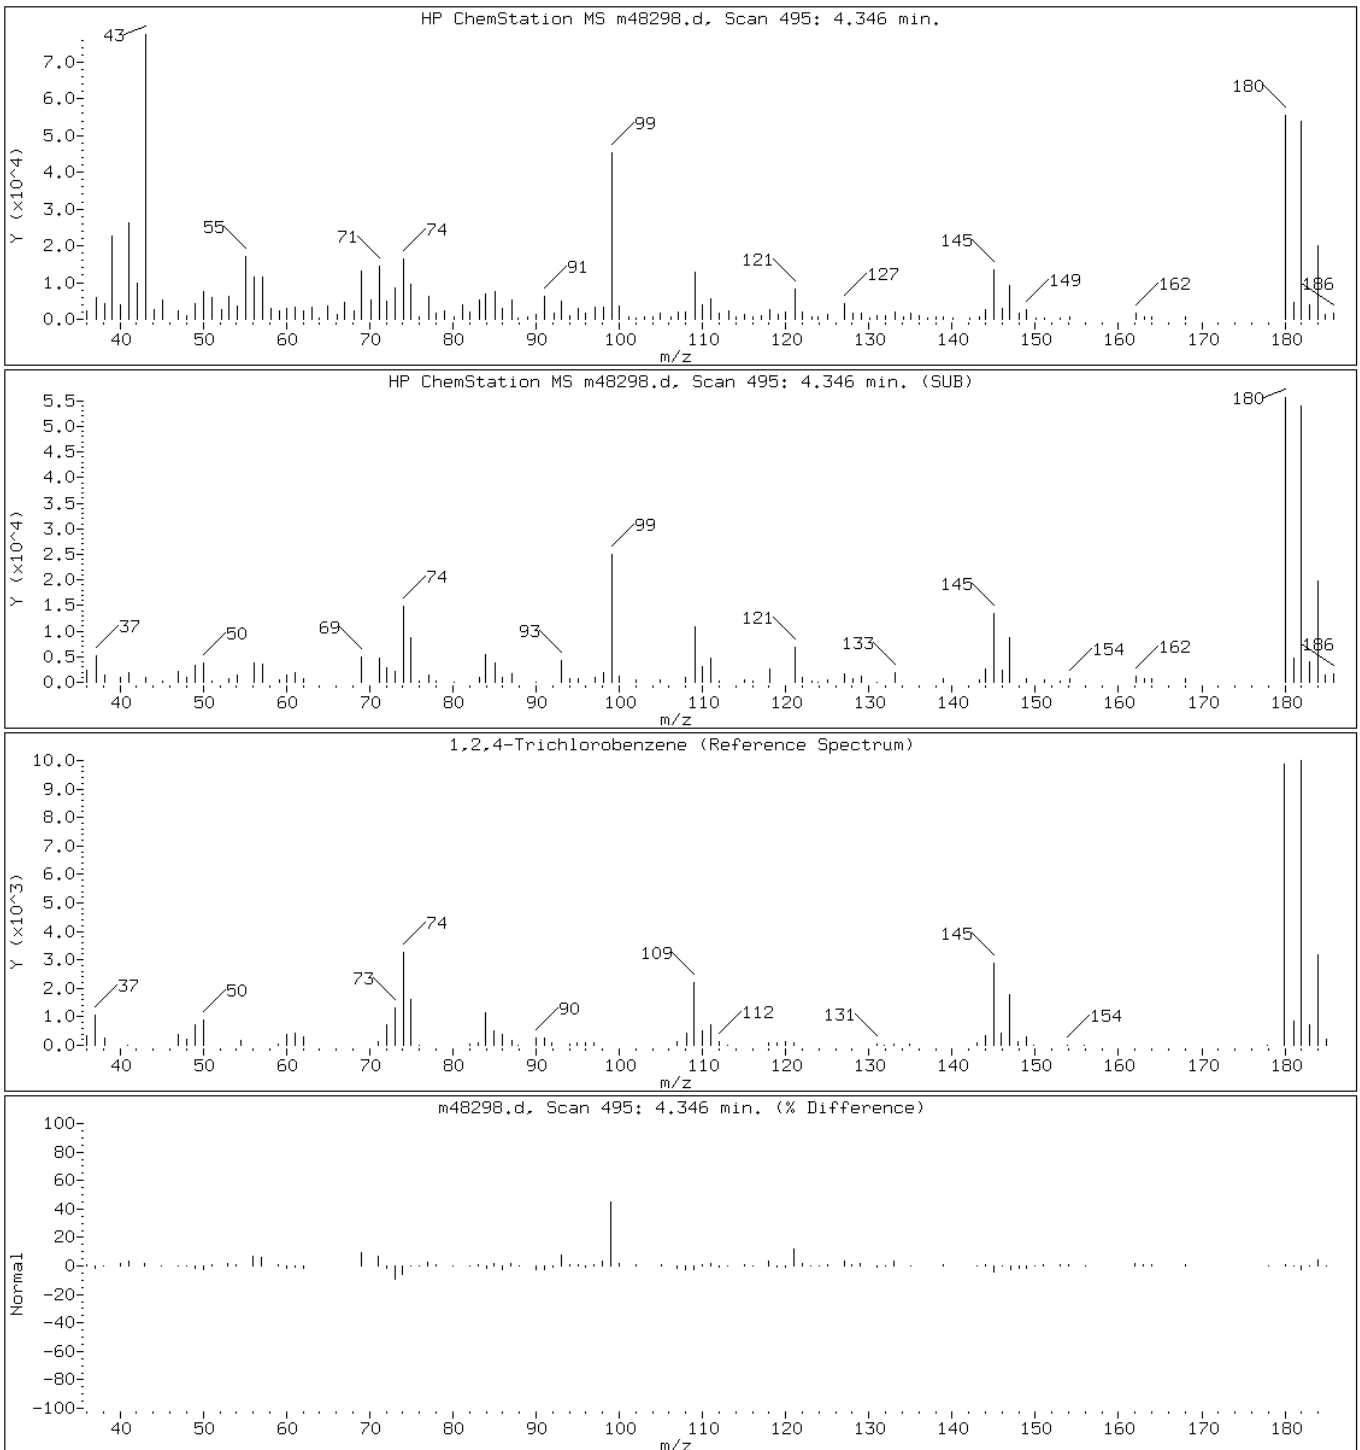 HP ChemStation MS m48298.d, Scan 495: 4.346 min.
Y (x10^4)
7.0
6.0
5.0
4.0
3.0
2.0
1.0
0.0
43 55 71 74 91 99 121 127 145 149 162 180 186
40 50 60 70 80 90 100 110 120 130 140 150 160 170 180
m/z
HP ChemStation MS m48298.d, Scan 495: 4.346 min. (SUB)
Y (x10^4)
5.5
5.0
4.5
4.0
3.5
3.0
2.5
2.0
1.5
1.0
0.5
0.0
37 50 69 74 93 99 121 133 145 154 162 180 186
40 50 60 70 80 90 100 110 120 130 140 150 160 170 180
m/z
1,2,4-Trichlorobenzene (Reference Spectrum)
Y (x10^3)
10.0
9.0
8.0
7.0
6.0
5.0
4.0
3.0
2.0
1.0
0.0
37 50 73 74 90 109 112 131 145 154
40 50 60 70 80 90 100 110 120 130 140 150 160 170 180
m/z
m48298.d, Scan 495: 4.346 min. (% Difference)
Normal
100
80
60
40
20
0
-20
-40
-60
-80
-100
40 50 60 70 80 90 100 110 120 130 140 150 160 170 180
m/z